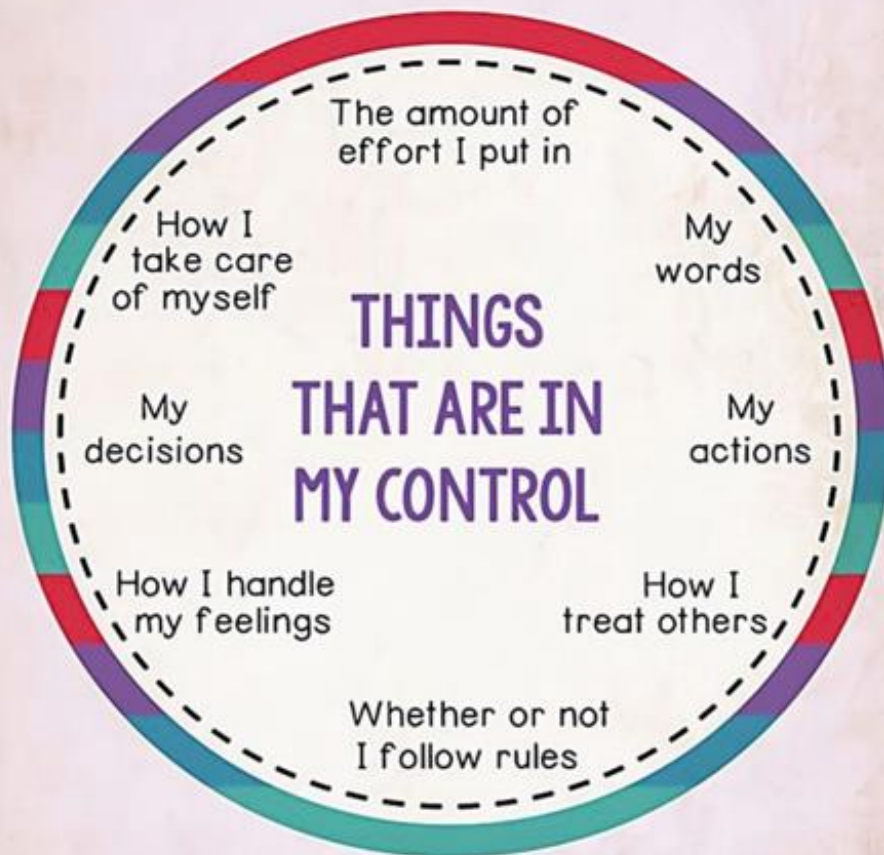 The amount of
effort I put in
My
words
My
actions
How I
treat others
Whether or not
I follow rules
How I handle
my feelings
My
decisions
How I
take care
of myself
THINGS
THAT ARE IN
MY CONTROL